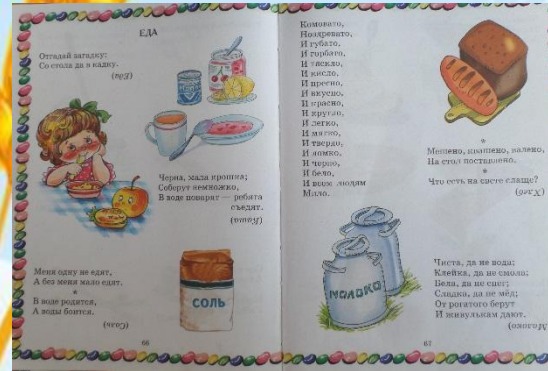 ЕДА
Отгадай загадку:
Со стола да в кадку.
(Еда)
Черна, мала крошка;
Соберут немножко,
В воде поварят — ребята
съедят.
(Каша)
Меня одну не едят,
А без меня мало едят.
*
В воде родится,
А воды боится.
(Соль)
СОЛЬ
66
Комовато,
Ноздревато,
И губато,
И горбато,
И кисло,
И пресно,
И вкусно,
И красно,
И кругло,
И легко,
И мягко,
И твердо,
И ломко,
И черно,
И бело,
И всем людям
Мило.
*
Мешено, квашено, валено,
На стол поставлено.
*
Что есть на свете слаще?
(Хлеб)
МОЛОКО
Чиста, да не вода;
Клейка, да не смола;
Бела, да не снег;
Сладка, да не мёд;
От рогатого берут
И живулькам дают.
(Молоко)
67